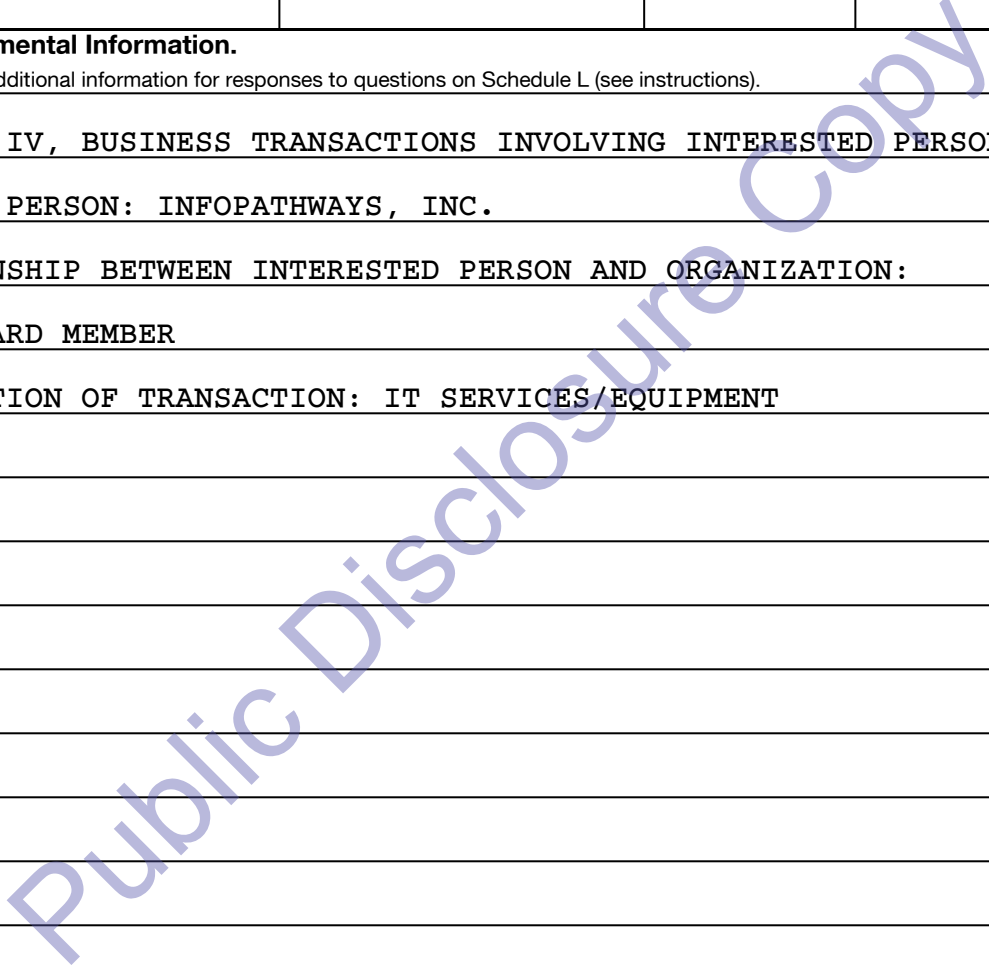 mental Information.
dditional information for responses to questions on Schedule L (see instructions).
IV, BUSINESS TRANSACTIONS INVOLVING INTERESTED PERSO
PERSON: INFOPATHWAYS, INC.
NSHIP BETWEEN INTERESTED PERSON AND ORGANIZATION:
ARD MEMBER
TION OF TRANSACTION: IT SERVICES/EQUIPMENT
Public Disclosure Copy